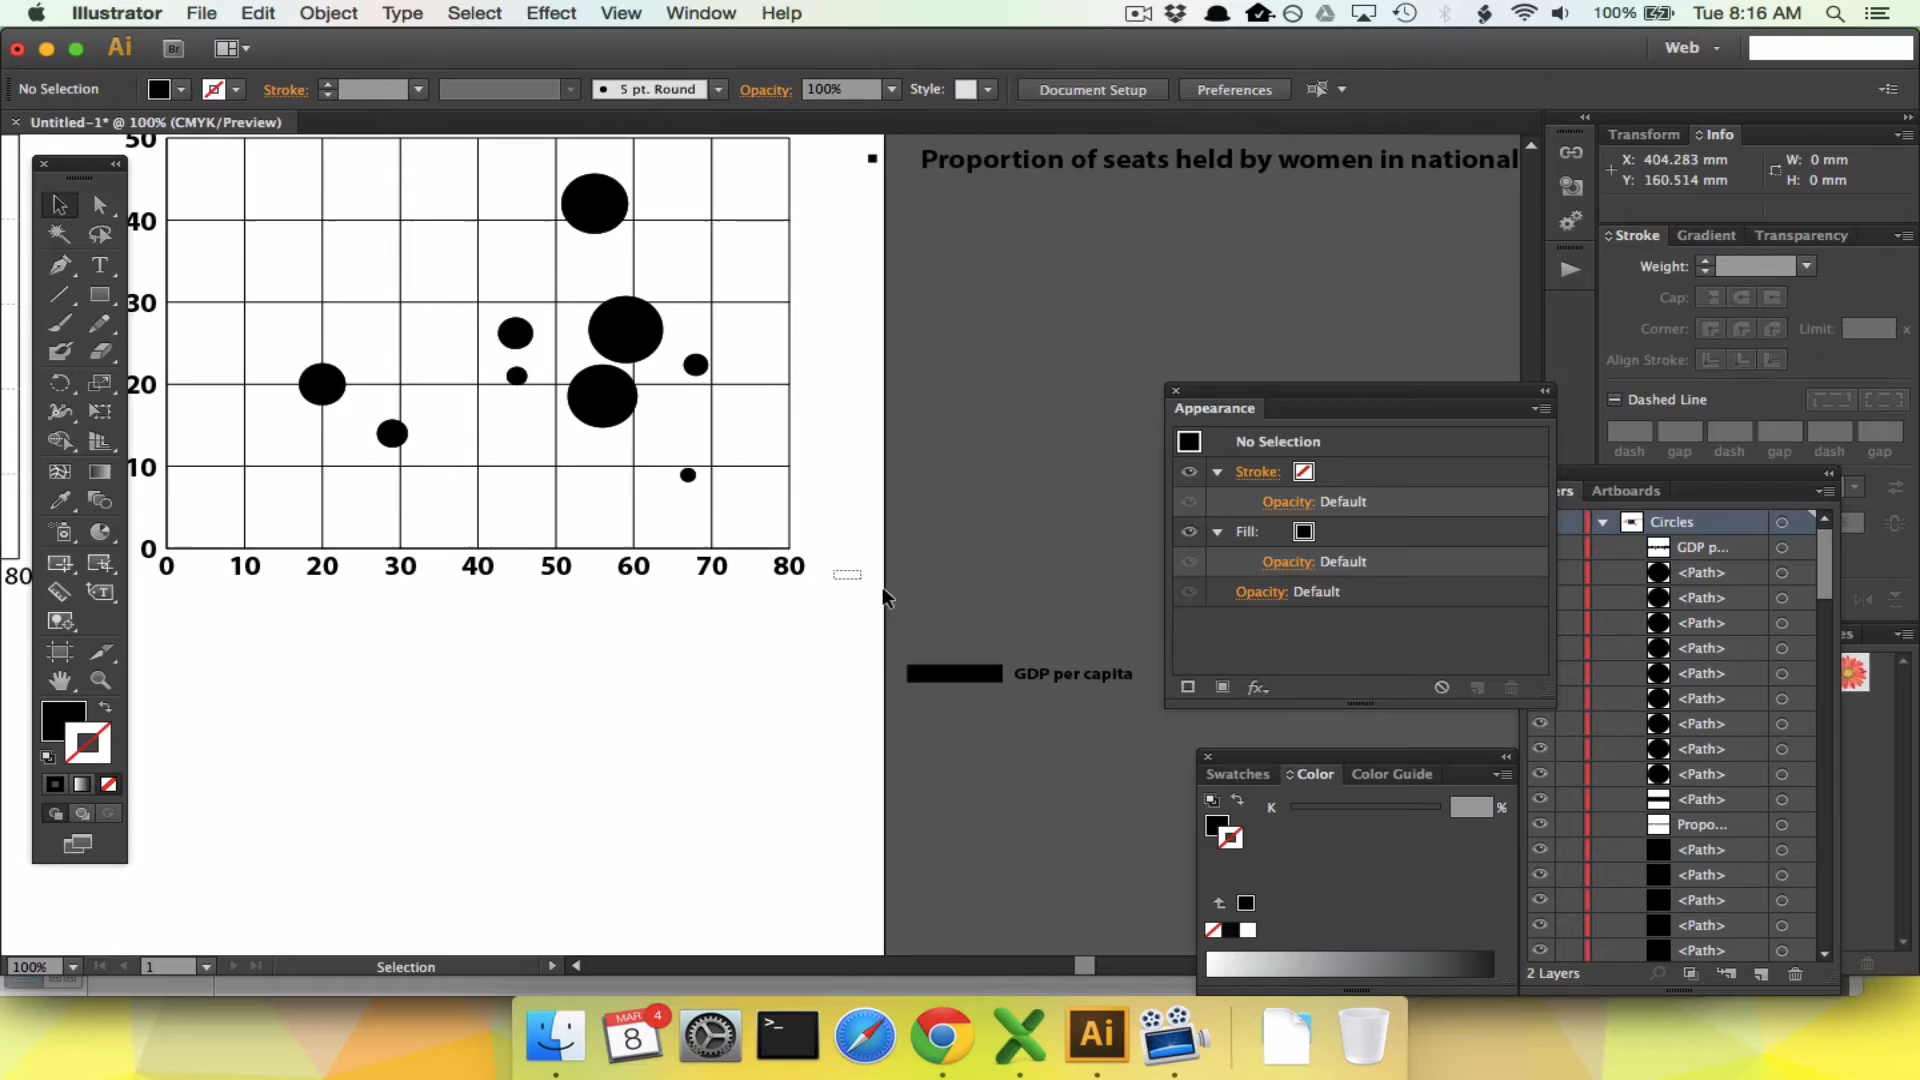 Illustrator File Edit Object Type Select Effect View Window Help 100% Tue 8:16 AM
Ai Br Web
No Selection Stroke: 5 pt. Round Opacity: 100% Style: Document Setup Preferences
× Untitled-1* @ 100% (CMYK/Preview)
Transform Info
X: 404.283 mm W: 0 mm
Y: 160.514 mm H: 0 mm
Stroke Gradient Transparency
Weight:
Cap:
Corner: Limit: x
Align Stroke:
Dashed Line
dash gap dash gap dash gap
50
40
30
20
10
0
0 10 20 30 40 50 60 70 80
80
Proportion of seats held by women in national
GDP per capita
Appearance
No Selection
Stroke:
Opacity: Default
Fill:
Opacity: Default
Opacity: Default
fx
Swatches Color Color Guide
K %
ers Artboards
Circles
GDP p...
<Path>
<Path>
<Path>
<Path>
<Path>
<Path>
<Path>
<Path>
<Path>
<Path>
Propo...
<Path>
<Path>
<Path>
<Path>
<Path>
2 Layers
es
100% 1 Selection
MAR 4
8
>_
Ai